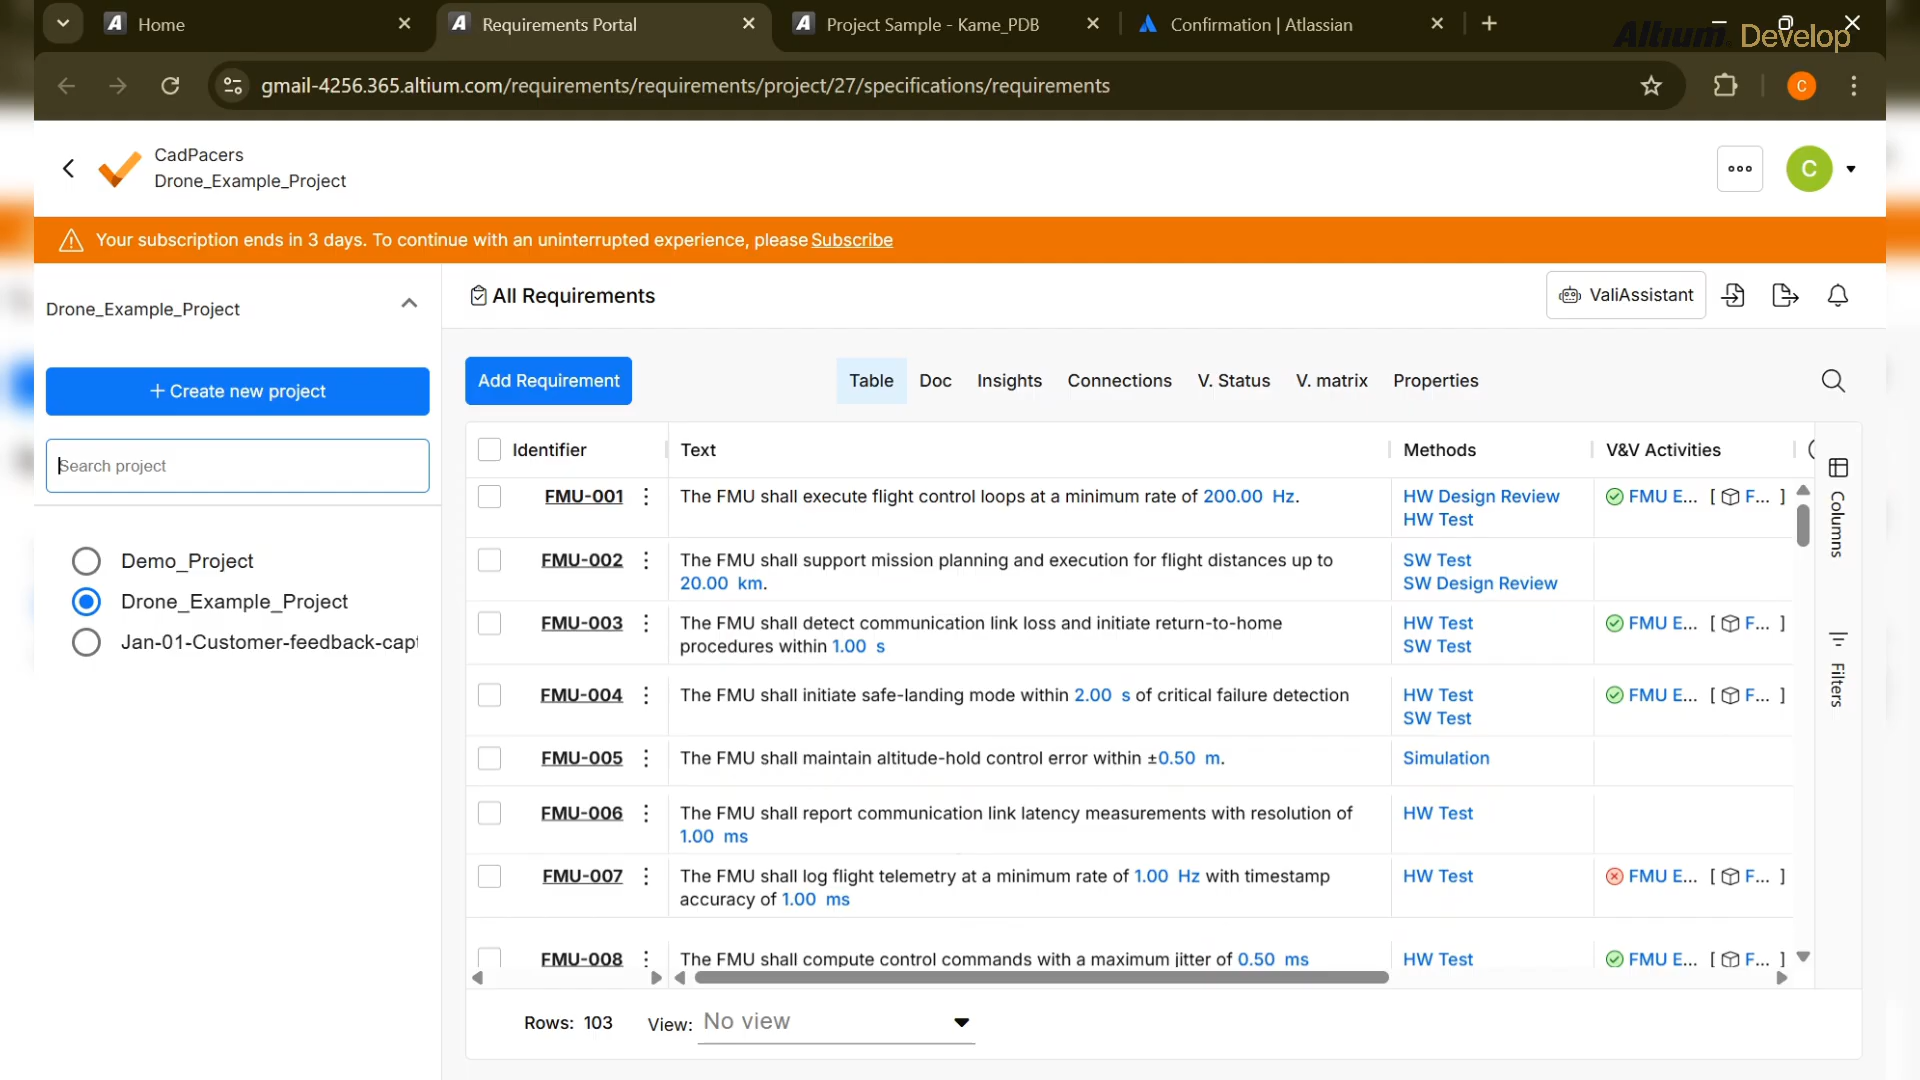 Home
Requirements Portal
Project Sample - Kame_PDB
Confirmation | Atlassian
Altium Develop
gmail-4256.365.altium.com/requirements/requirements/project/27/specifications/requirements
C
CadPacers
Drone_Example_Project
C
Your subscription ends in 3 days. To continue with an uninterrupted experience, please Subscribe
Drone_Example_Project
+ Create new project
Search project
Demo_Project
Drone_Example_Project
Jan-01-Customer-feedback-capt
All Requirements
ValiAssistant
Add Requirement
Table Doc Insights Connections V. Status V. matrix Properties
Identifier Text Methods V&V Activities
FMU-001 The FMU shall execute flight control loops at a minimum rate of 200.00 Hz. HW Design Review FMU E... [ F... ]
HW Test
FMU-002 The FMU shall support mission planning and execution for flight distances up to SW Test
20.00 km. SW Design Review
FMU-003 The FMU shall detect communication link loss and initiate return-to-home HW Test FMU E... [ F... ]
procedures within 1.00 s SW Test
FMU-004 The FMU shall initiate safe-landing mode within 2.00 s of critical failure detection HW Test FMU E... [ F... ]
SW Test
FMU-005 The FMU shall maintain altitude-hold control error within ±0.50 m. Simulation
FMU-006 The FMU shall report communication link latency measurements with resolution of HW Test
1.00 ms
FMU-007 The FMU shall log flight telemetry at a minimum rate of 1.00 Hz with timestamp HW Test FMU E... [ F... ]
accuracy of 1.00 ms
FMU-008 The FMU shall compute control commands with a maximum jitter of 0.50 ms HW Test FMU E... [ F... ]
Columns
Filters
Rows: 103 View: No view